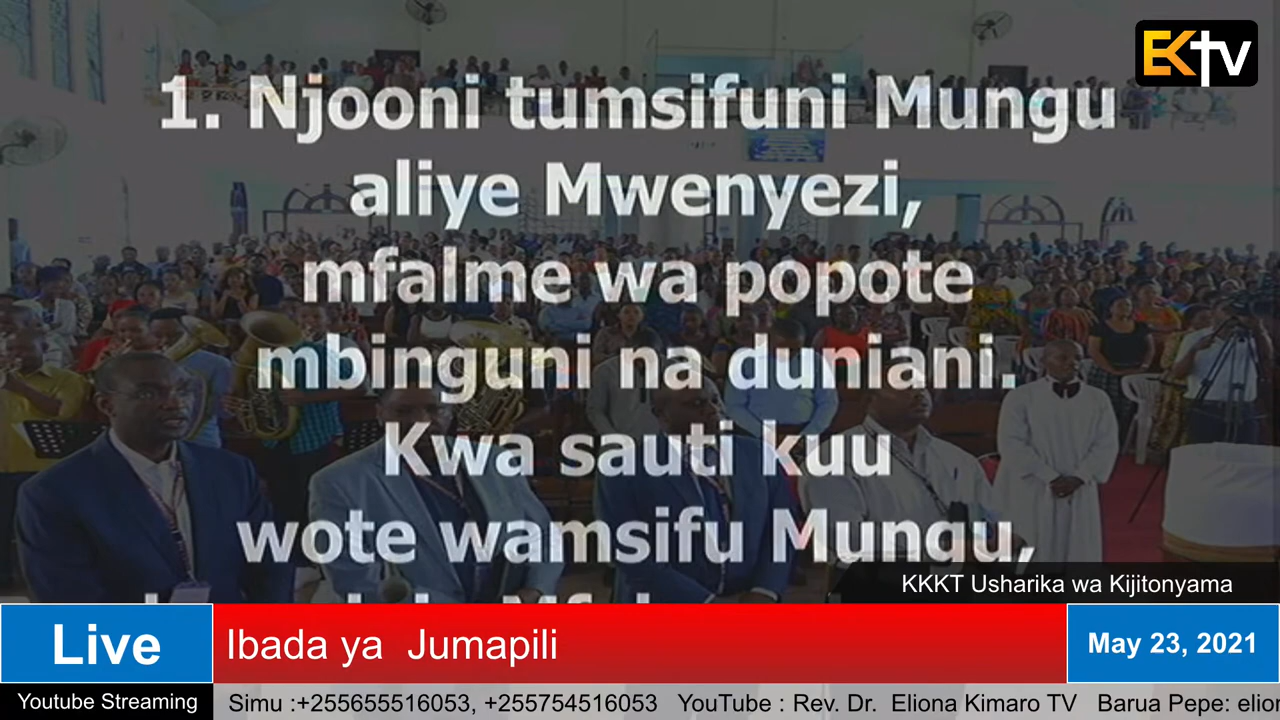 EKTV
1. Njooni tumsifuni Mungu
aliye Mwenyezi,
mfalme wa popote
mbinguni na duniani.
Kwa sauti kuu
wote wamsifu Mungu,
KKKT Usharika wa Kijitonyama
Live
Ibada ya Jumapili
May 23, 2021
Youtube Streaming
Simu :+255655516053, +255754516053 YouTube : Rev. Dr. Eliona Kimaro TV Barua Pepe: